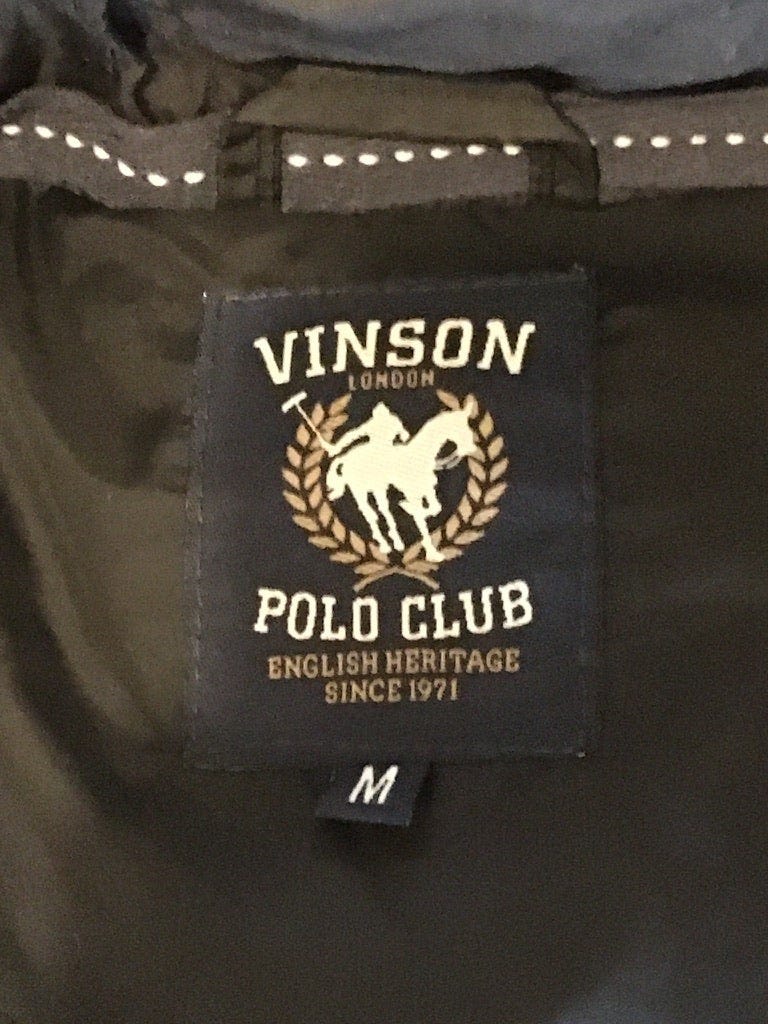 VINSON
LONDON
POLO CLUB
ENGLISH HERITAGE
SINCE 1971
M